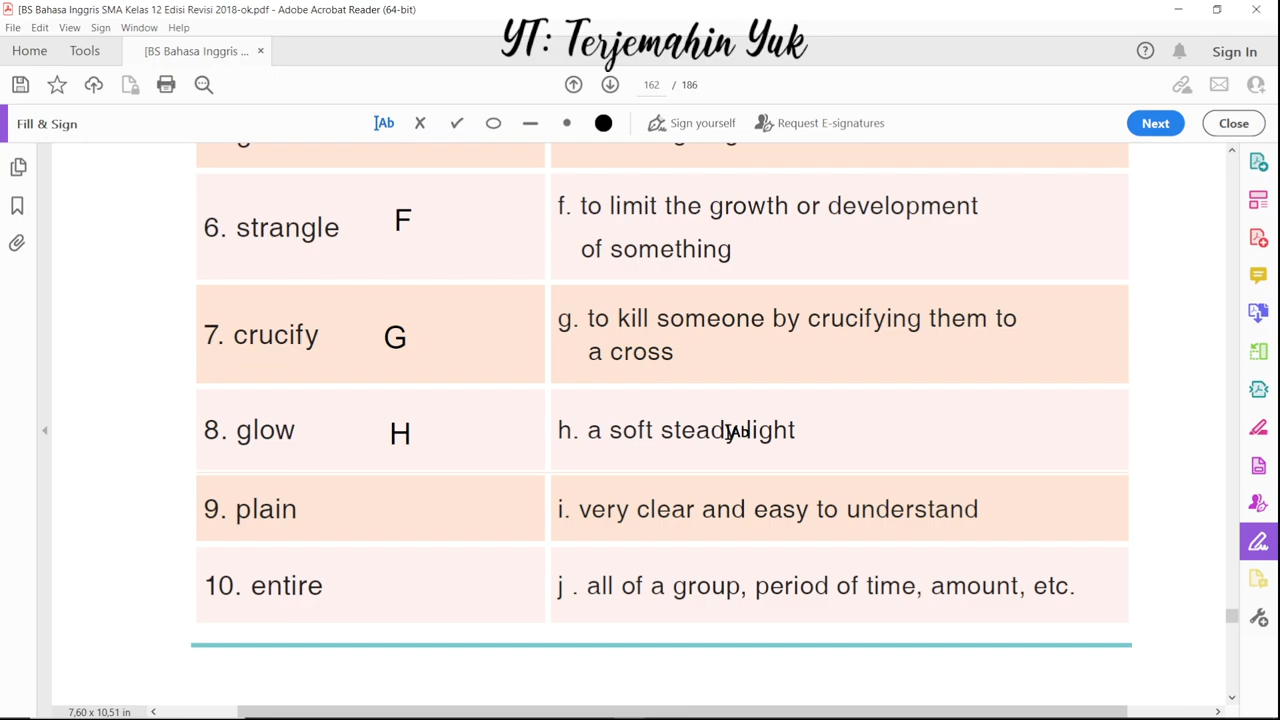 [BS Bahasa Inggris SMA Kelas 12 Edisi Revisi 2018-ok.pdf - Adobe Acrobat Reader (64-bit)
File Edit View Sign Window Help
YT: Terjemahin Yuk
Home Tools [BS Bahasa Inggris ... × Sign In
162 / 186
Fill & Sign Ab Sign yourself Request E-signatures Next Close
6. strangle F f. to limit the growth or development
of something
7. crucify G g. to kill someone by crucifying them to
a cross
8. glow H h. a soft steady light
9. plain i. very clear and easy to understand
10. entire j . all of a group, period of time, amount, etc.
7,60 x 10,51 in